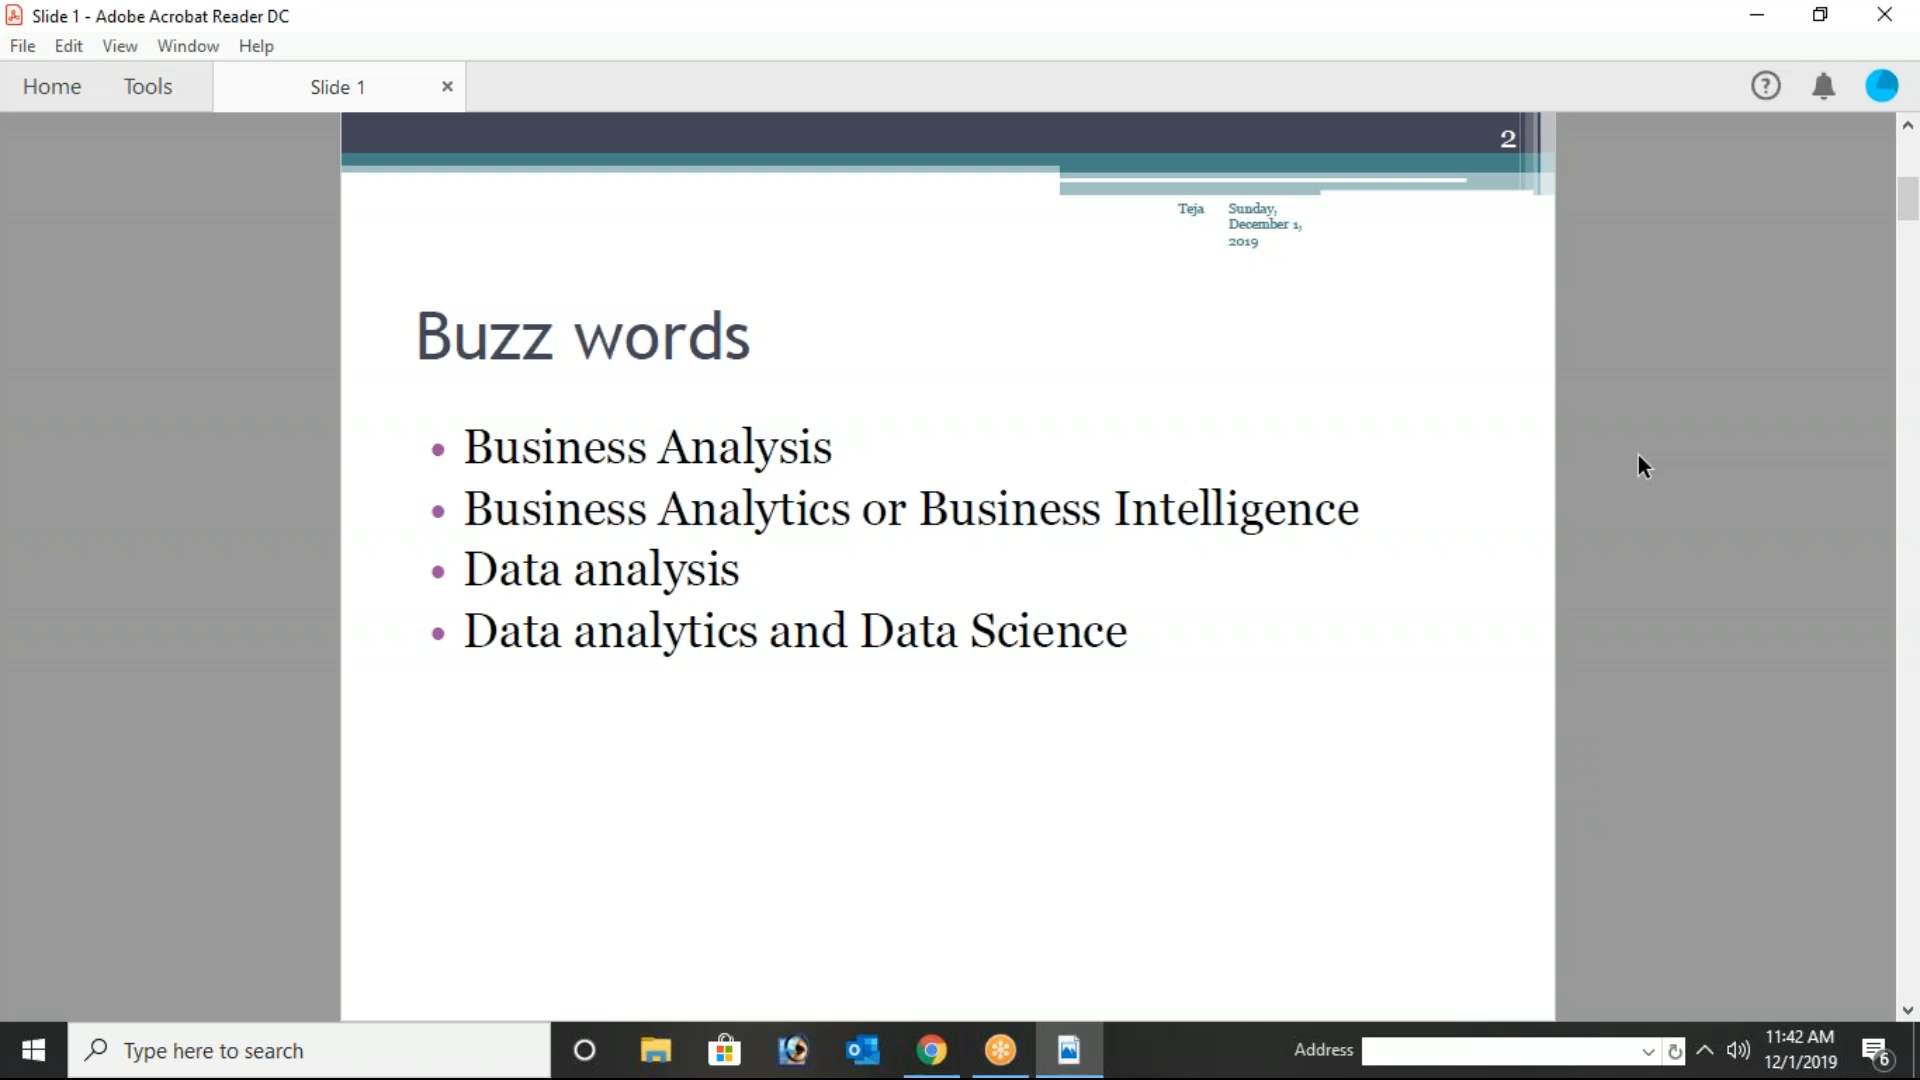 Slide 1 - Adobe Acrobat Reader DC
File Edit View Window Help
Home Tools Slide 1
2
Teja Sunday,
December 1,
2019
Buzz words
• Business Analysis
• Business Analytics or Business Intelligence
• Data analysis
• Data analytics and Data Science
Type here to search
Address
11:42 AM
12/1/2019
6